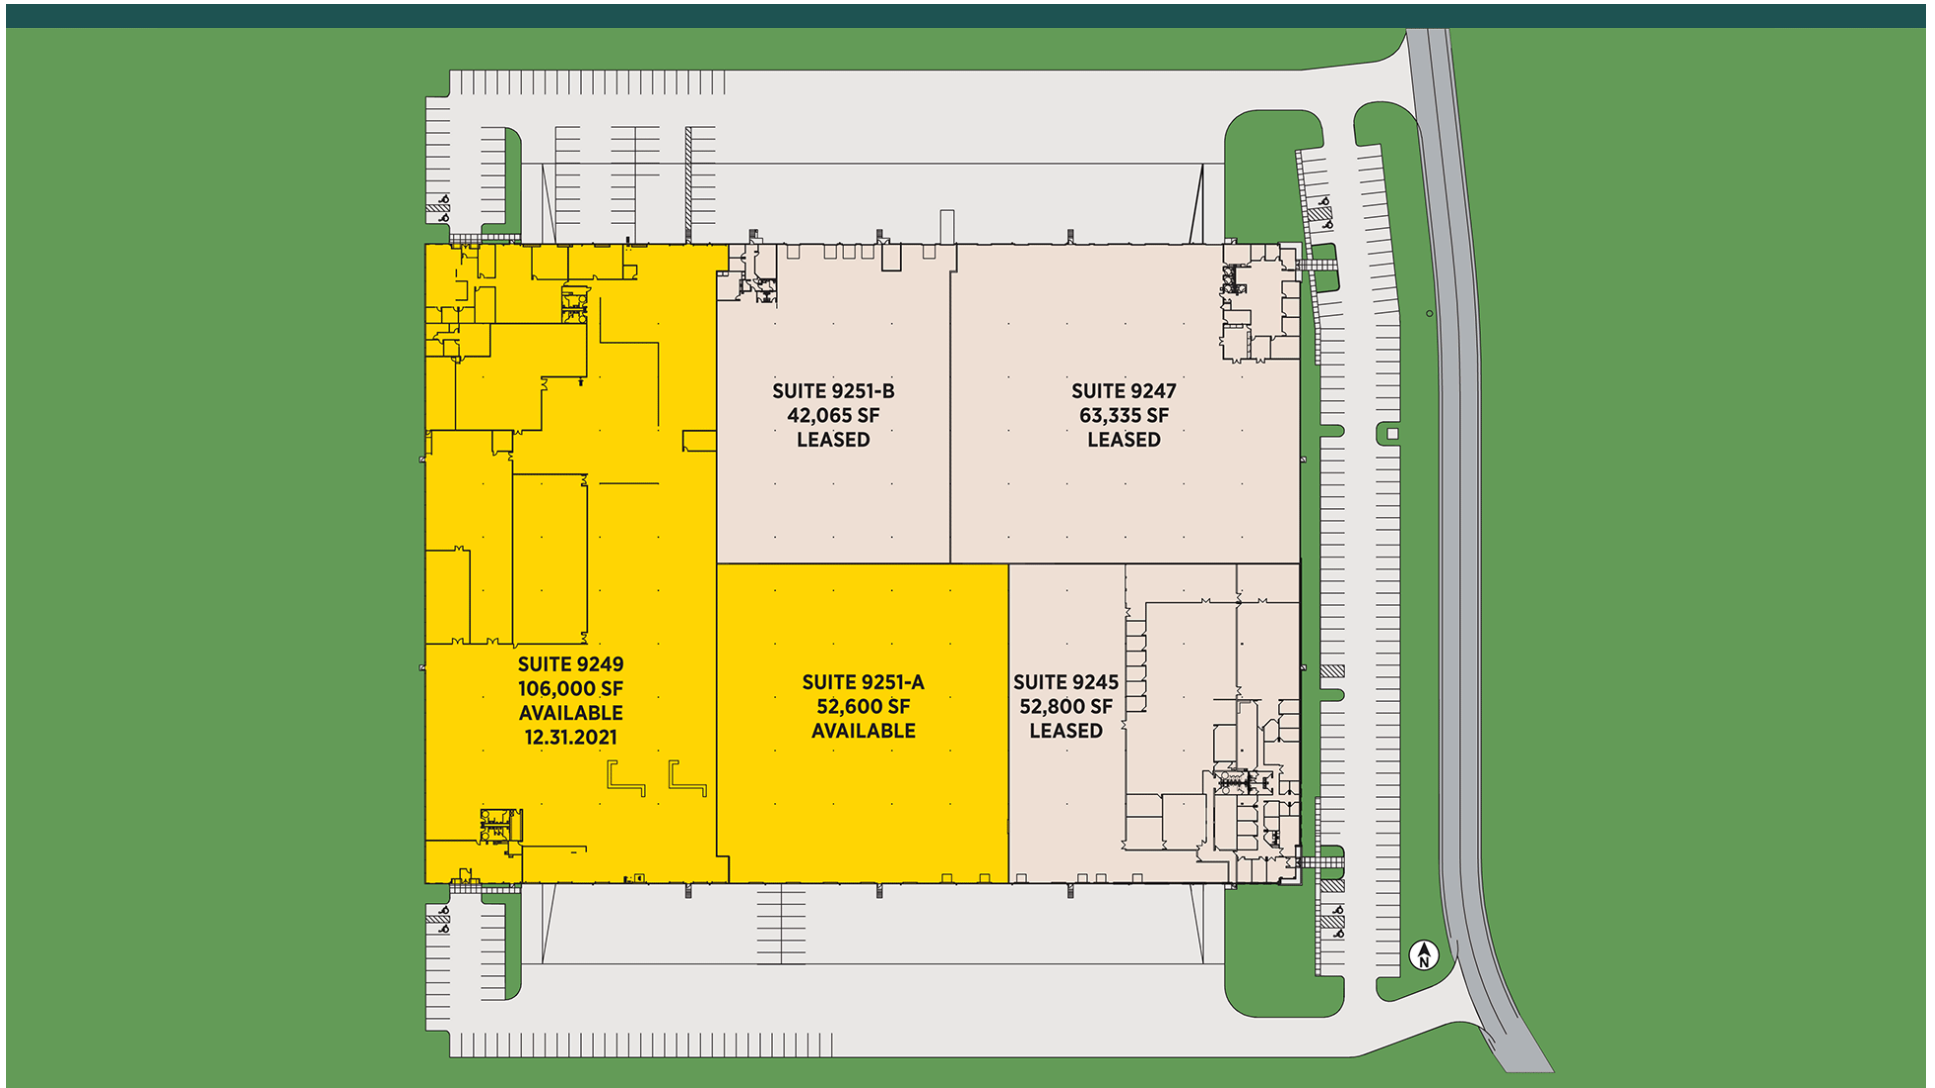 SUITE 9251-B
42,065 SF
LEASED
SUITE 9247
63,335 SF
LEASED
SUITE 9249
106,000 SF
AVAILABLE
12.31.2021
SUITE 9251-A
52,600 SF
AVAILABLE
SUITE 9245
52,800 SF
LEASED
N